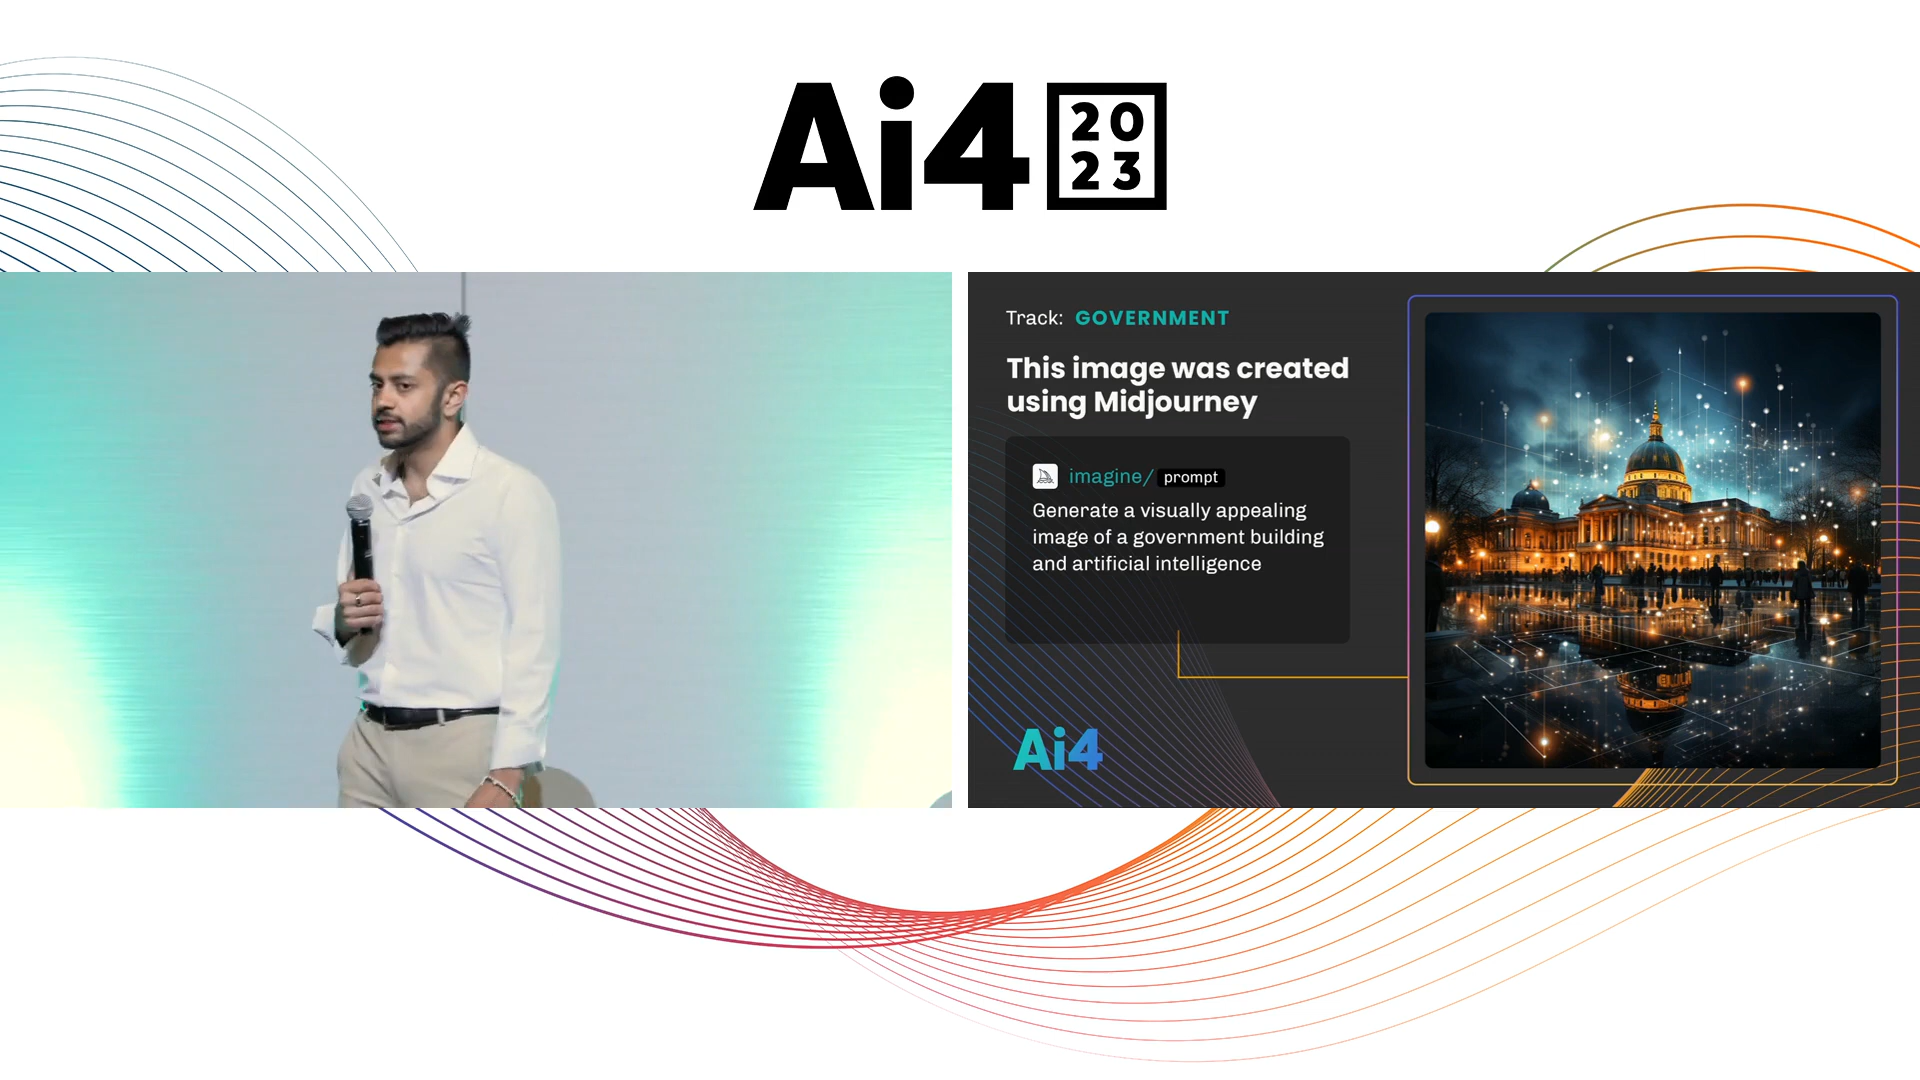 Ai4 20
23
Track: GOVERNMENT
This image was created
using Midjourney
imagine/ prompt
Generate a visually appealing
image of a government building
and artificial intelligence
Ai4